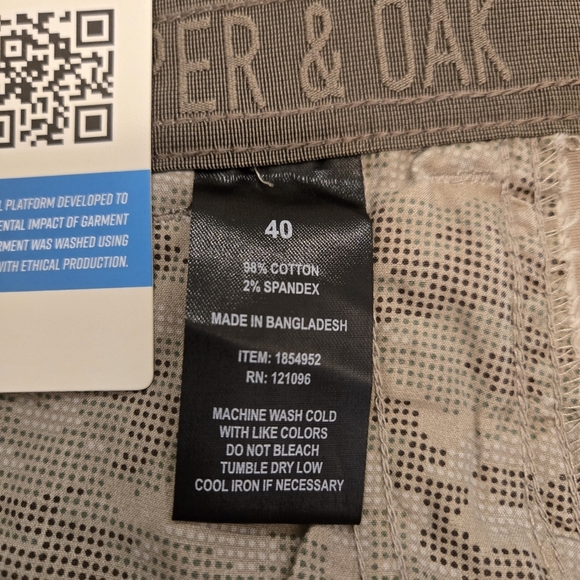 PER & OAK
L PLATFORM DEVELOPED TO
ENTAL IMPACT OF GARMENT
RMENT WAS WASHED USING
WITH ETHICAL PRODUCTION.
40
98% COTTON
2% SPANDEX
MADE IN BANGLADESH
ITEM: 1854952
RN: 121096
MACHINE WASH COLD
WITH LIKE COLORS
DO NOT BLEACH
TUMBLE DRY LOW
COOL IRON IF NECESSARY